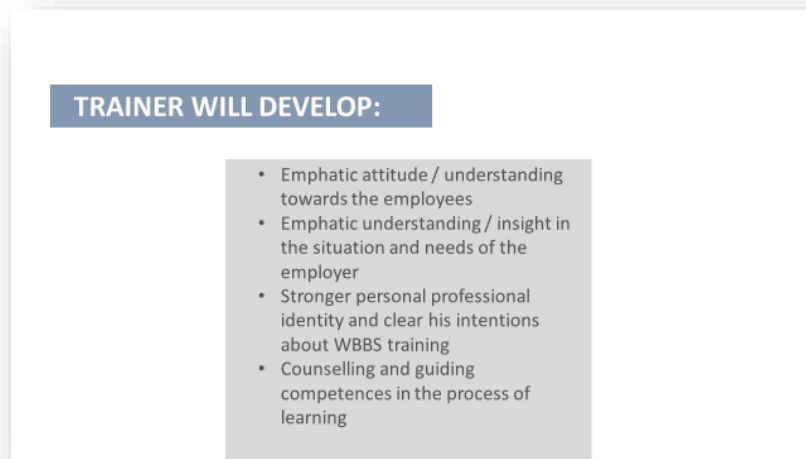 TRAINER WILL DEVELOP:
• Emphatic attitude / understanding
towards the employees
• Emphatic understanding / insight in
the situation and needs of the
employer
• Stronger personal professional
identity and clear his intentions
about WBBS training
• Counselling and guiding
competences in the process of
learning